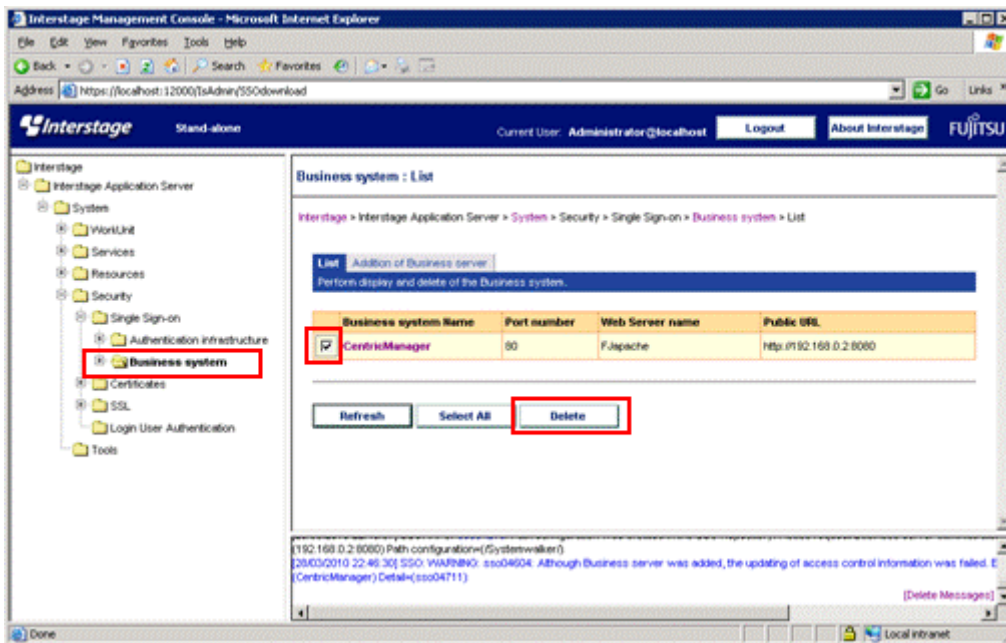 Interstage Management Console - Microsoft Internet Explorer
File Edit View Favorites Tools Help
Back Search Favorites
Address https://localhost:12000/IsAdmin/SSOdownload Go Links
Interstage Stand-alone Current User: Administrator@localhost Logout About Interstage FUJITSU
Interstage
Interstage Application Server
System
WorkUnit
Services
Resources
Security
Single Sign-on
Authentication infrastructure
Business system
Certificates
SSL
Login User Authentication
Tools
Business system : List
Interstage > Interstage Application Server > System > Security > Single Sign-on > Business system > List
List Addition of Business server
Perform display and delete of the Business system.
Business system Name Port number Web Server name Public URL
CentricManager 80 FJapache http://192.168.0.2:8080
Refresh Select All Delete
(192.168.0.2:8080) Path configuration=(/Systemwalker/)
[28/03/2010 22:46:30] SSO: WARNING: sso04604: Although Business server was added, the updating of access control information was failed.
(CentricManager) Detail=(sso04711)
[Delete Messages]
Done Local intranet